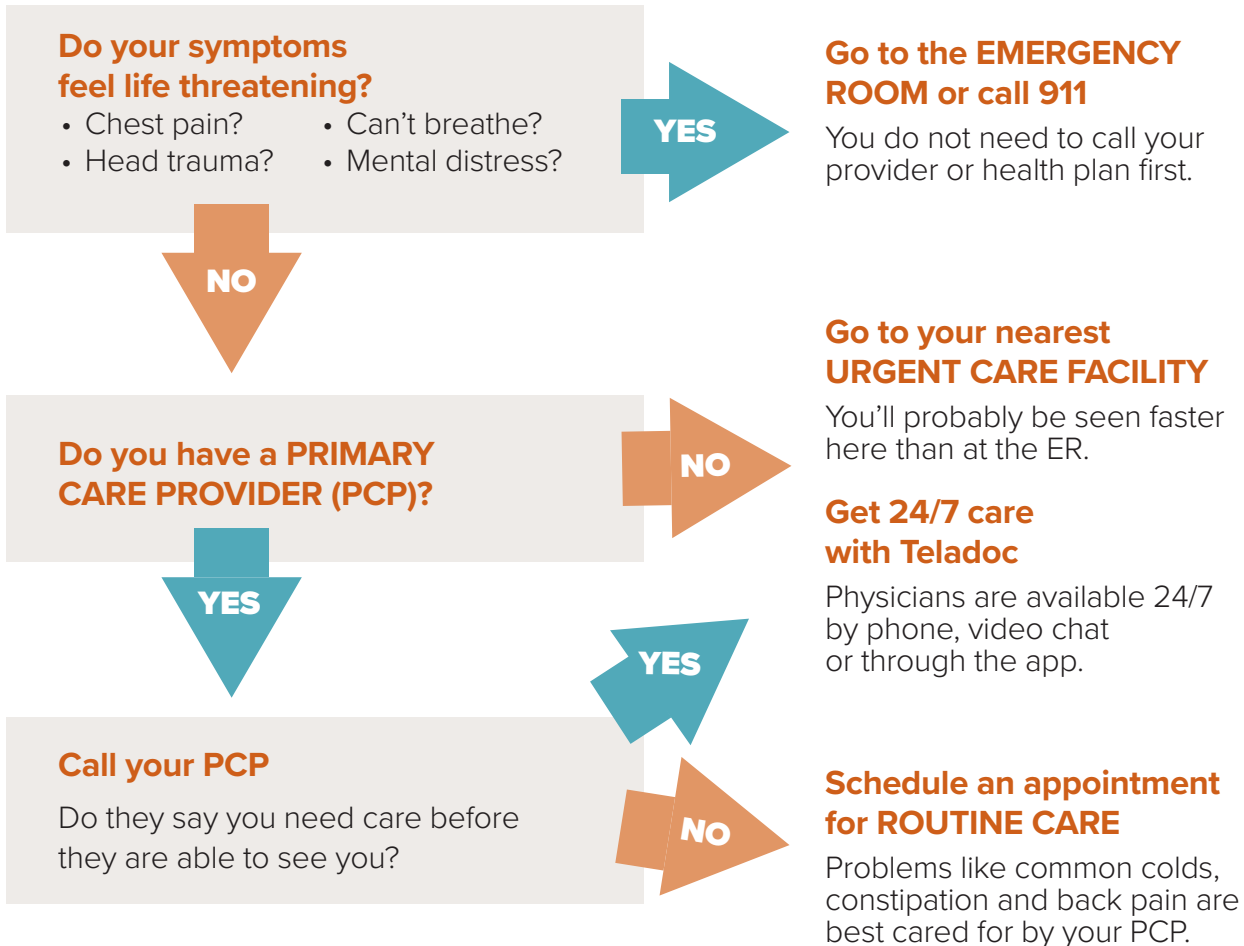 Do your symptoms
feel life threatening?
• Chest pain?
• Can't breathe?
• Head trauma?
• Mental distress?
YES
Go to the EMERGENCY
ROOM or call 911
You do not need to call your
provider or health plan first.
NO
Do you have a PRIMARY
CARE PROVIDER (PCP)?
NO
Go to your nearest
URGENT CARE FACILITY
You’ll probably be seen faster
here than at the ER.
Get 24/7 care
with Teladoc
Physicians are available 24/7
by phone, video chat
or through the app.
YES
Call your PCP
Do they say you need care before
they are able to see you?
YES
NO
Schedule an appointment
for ROUTINE CARE
Problems like common colds,
constipation and back pain are
best cared for by your PCP.